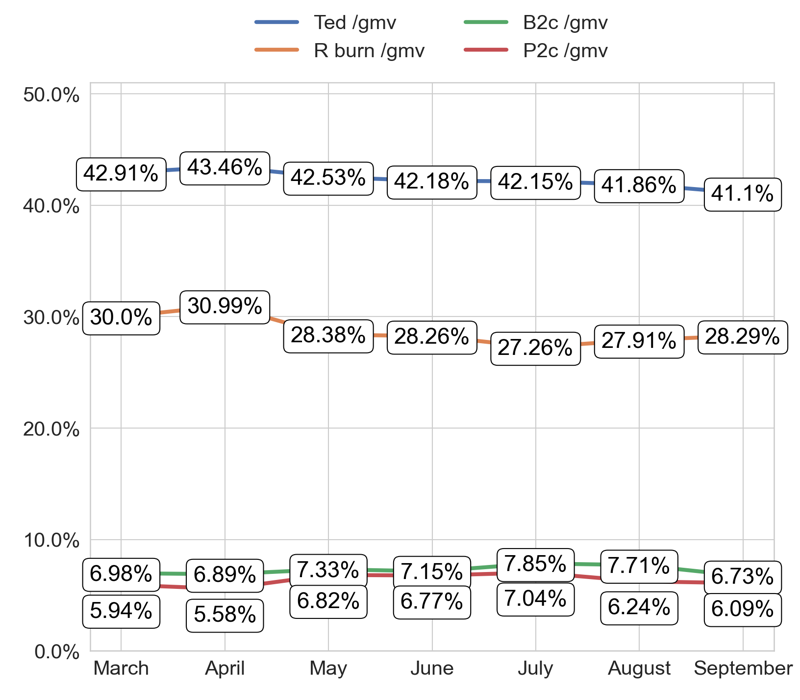 Ted /gmv B2c /gmv
R burn /gmv P2c /gmv
50.0%
42.91% 43.46% 42.53% 42.18% 42.15% 41.86% 41.1%
40.0%
30.0% 30.0% 30.99% 28.38% 28.26% 27.26% 27.91% 28.29%
20.0%
10.0%
6.98% 6.89% 7.33% 7.15% 7.85% 7.71% 6.73%
5.94% 5.58% 6.82% 6.77% 7.04% 6.24% 6.09%
0.0%
March April May June July August September